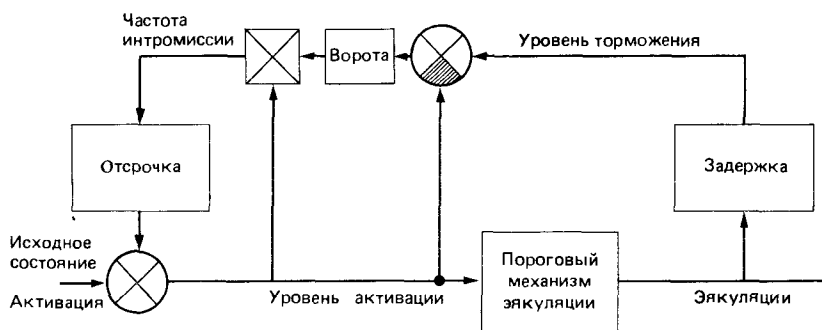 Частота
интромиссии
Ворота
Уровень торможения
Отсрочка
Задержка
Исходное
состояние
Активация
Уровень активации
Пороговый
механизм
эякуляции
Эякуляции